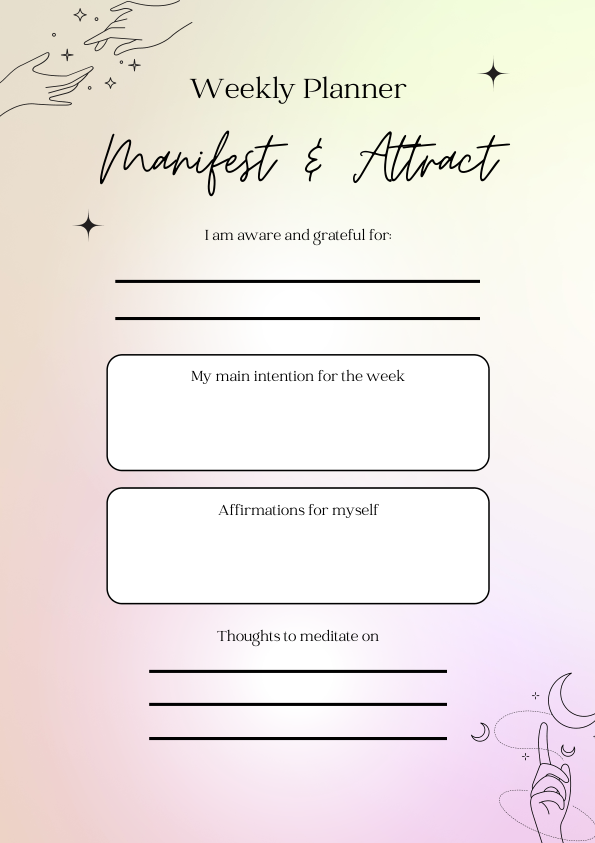 Weekly Planner
Manifest & Attract
I am aware and grateful for:
My main intention for the week
Affirmations for myself
Thoughts to meditate on